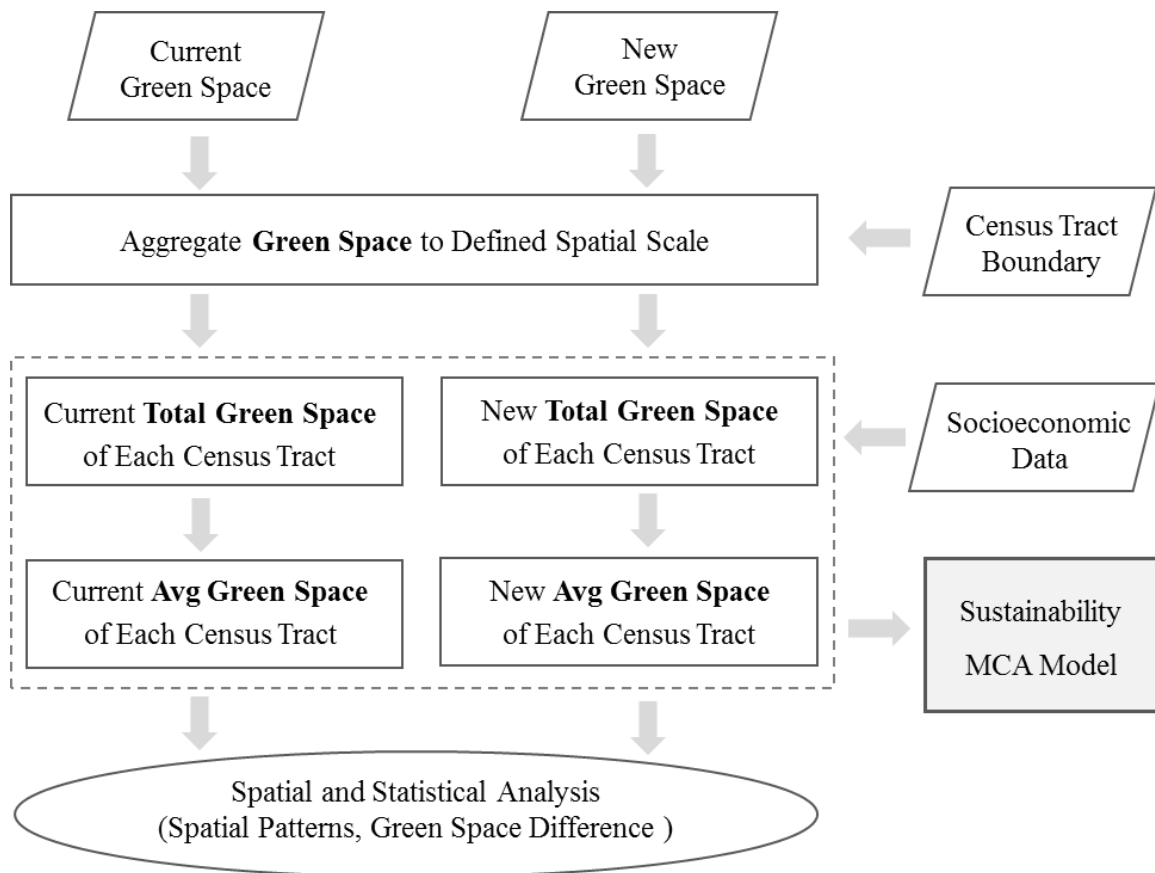 Current
Green Space
New
Green Space
Aggregate Green Space to Defined Spatial Scale
Census Tract
Boundary
Current Total Green Space
of Each Census Tract
New Total Green Space
of Each Census Tract
Socioeconomic
Data
Current Avg Green Space
of Each Census Tract
New Avg Green Space
of Each Census Tract
Sustainability
MCA Model
Spatial and Statistical Analysis
(Spatial Patterns, Green Space Difference )